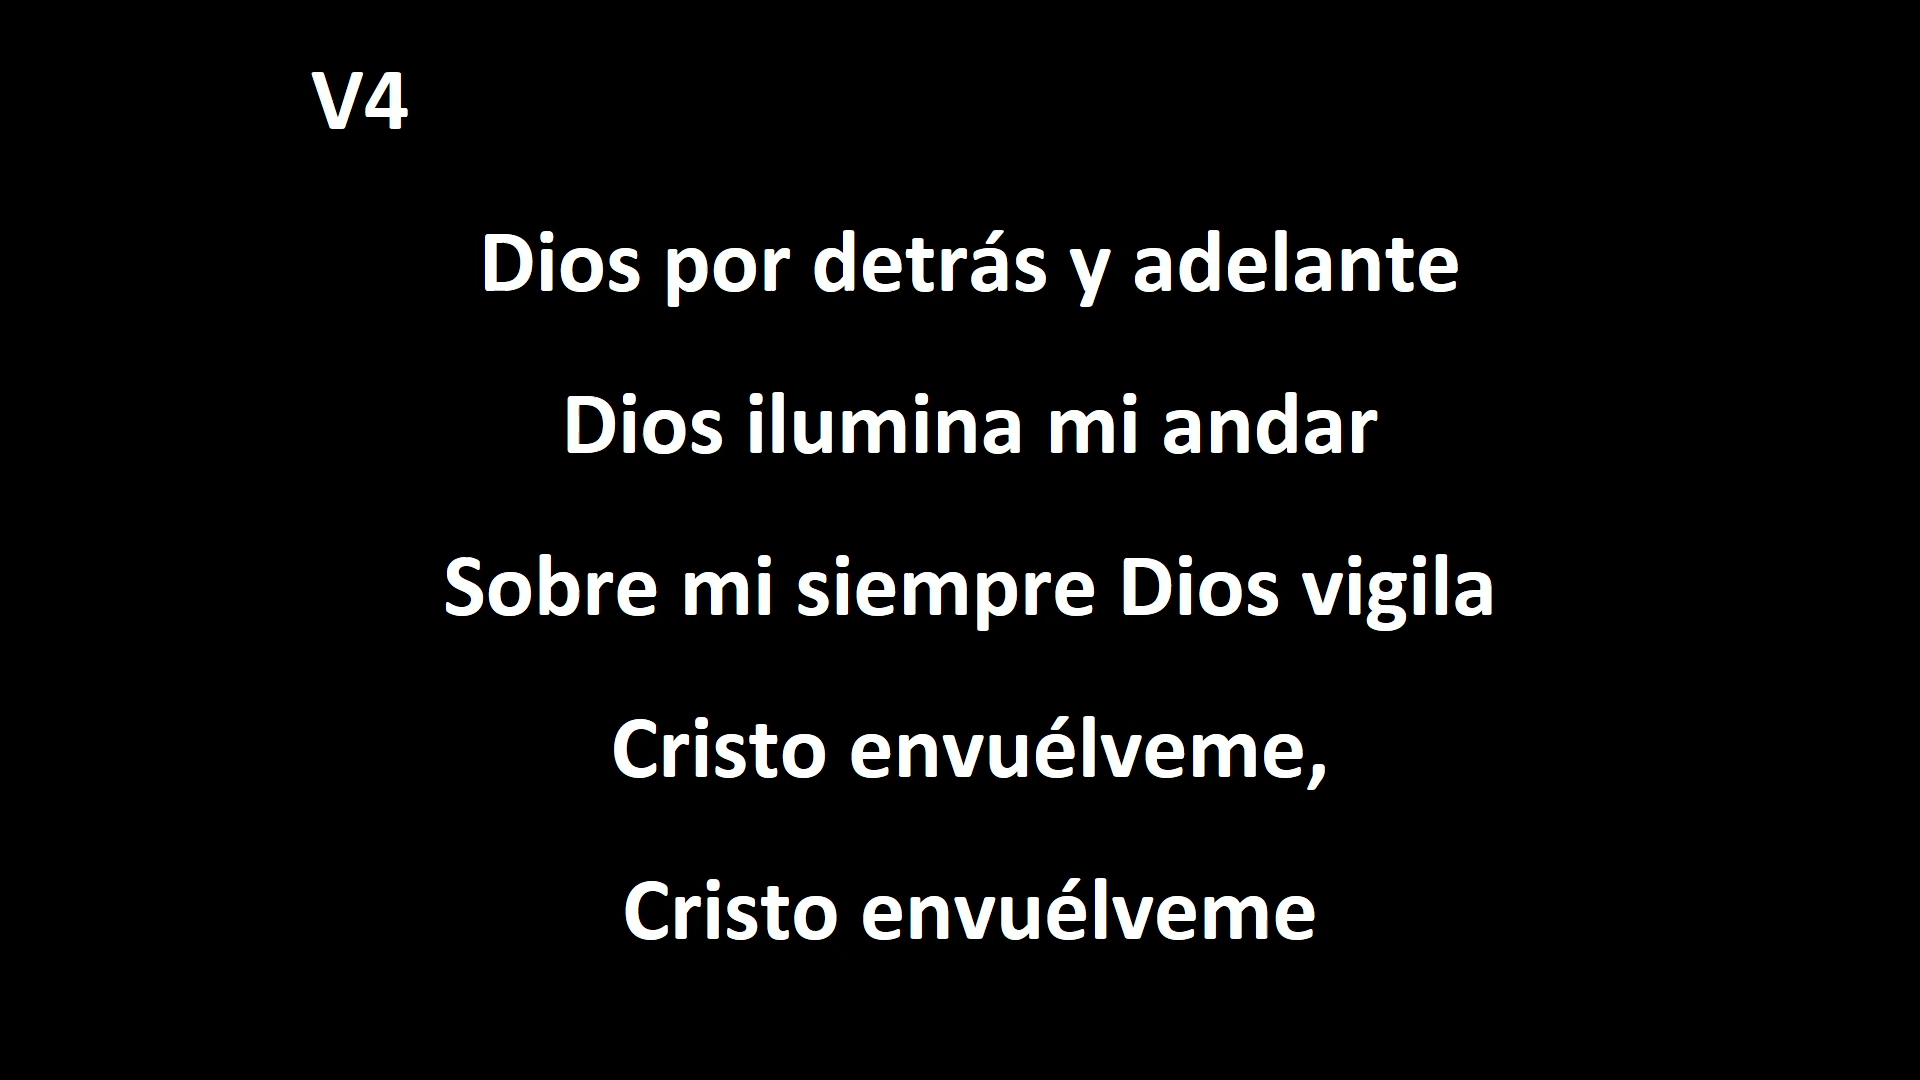 V4
Dios por detrás y adelante
Dios ilumina mi andar
Sobre mi siempre Dios vigila
Cristo envuélveme,
Cristo envuélveme